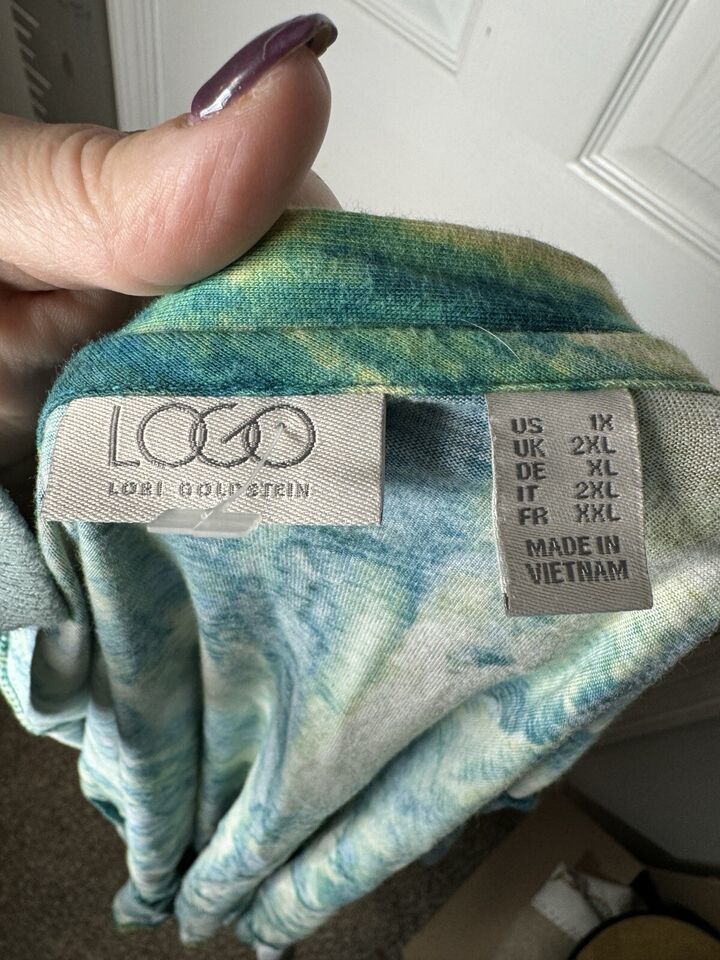 LOGO
LORI GOLDSTEIN
US 1X
UK 2XL
DE XL
IT 2XL
FR XXL
MADE IN
VIETNAM